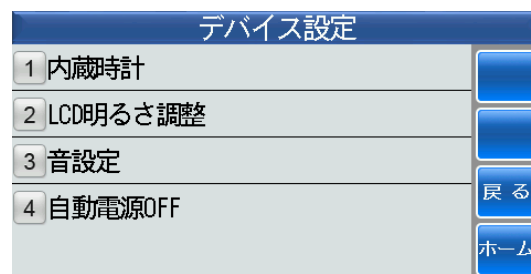 デバイス設定
1 内蔵時計
2 LCD明るさ調整
3 音設定
4 自動電源OFF
戻る
ホーム